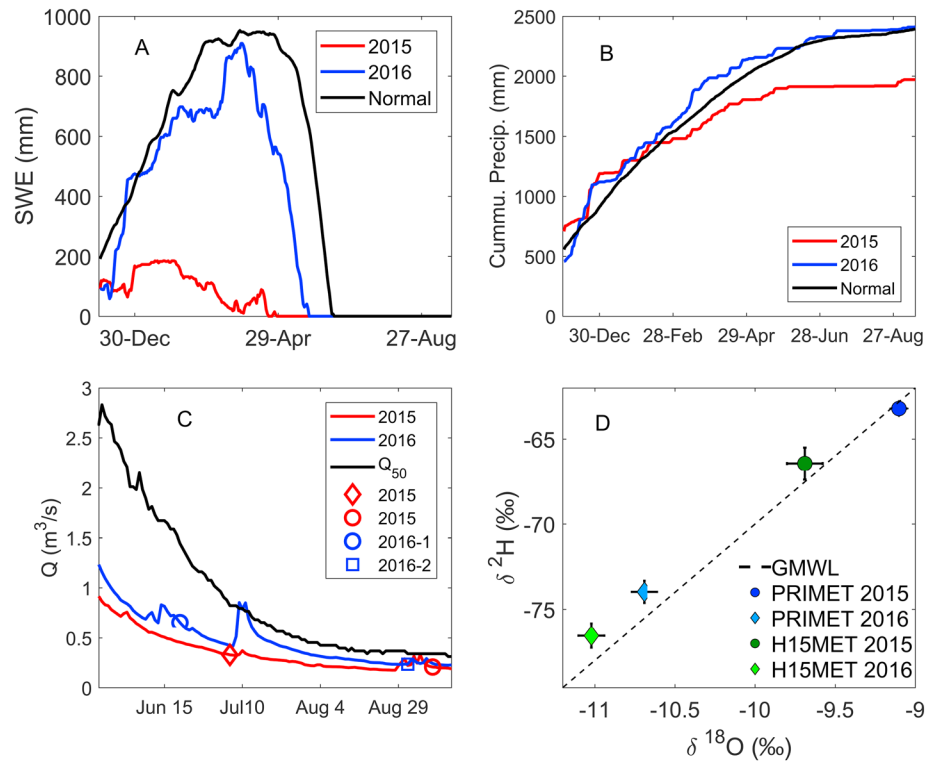 A
1000
800
600
400
200
0
SWE (mm)
30-Dec
29-Apr
27-Aug
2015
2016
Normal
B
2500
2000
1500
1000
500
0
Cummu. Precip. (mm)
30-Dec
28-Feb
29-Apr
28-Jun
27-Aug
2015
2016
Normal
C
3
2.5
2
1.5
1
0.5
0
Q (m³/s)
Jun 15
Jul10
Aug 4
Aug 29
2015
2016
Q₅₀
2015
2015
2016-1
2016-2
D
-65
-70
-75
δ ²H (‰)
-11
-10.5
-10
-9.5
-9
δ ¹⁸O (‰)
GMWL
PRIMET 2015
PRIMET 2016
H15MET 2015
H15MET 2016